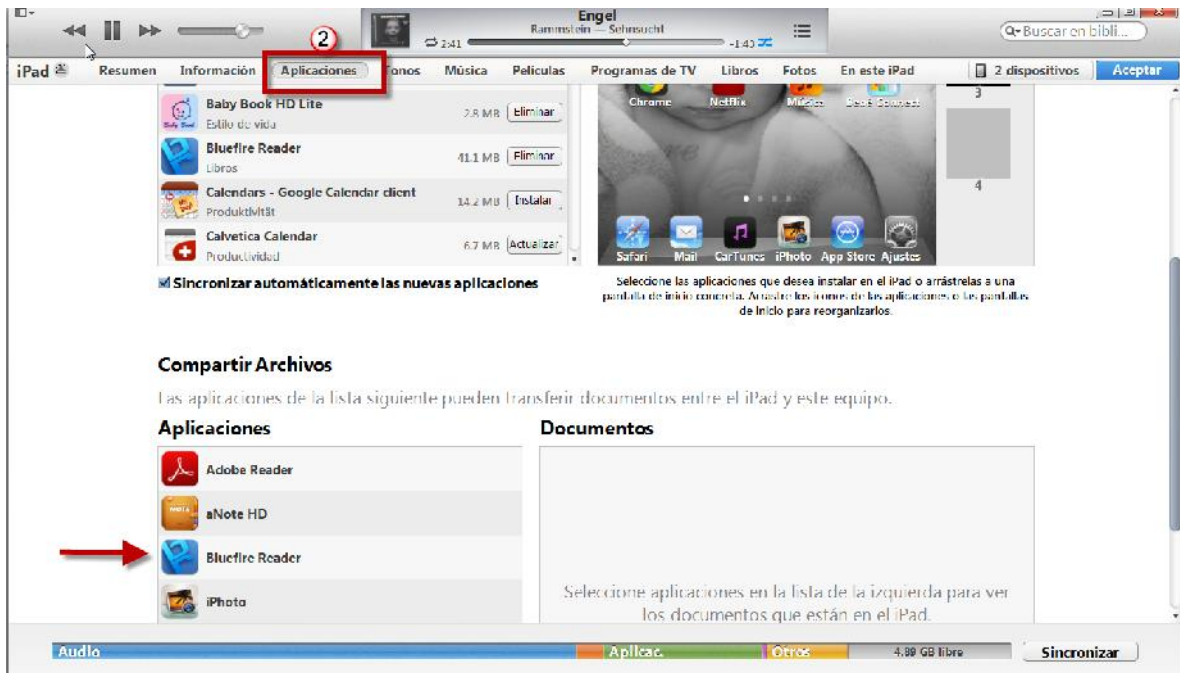 Engel
Rammstein — Sehnsucht
2:41
-1:43
Buscar en bibli...
2
iPad
Resumen
Información
Aplicaciones
Tonos
Música
Películas
Programas de TV
Libros
Fotos
En este iPad
2 dispositivos
Aceptar
Baby Book HD Lite
Estilo de vida
2.8 MB
Eliminar
Bluefire Reader
Libros
41.1 MB
Eliminar
Calendars - Google Calendar client
Produktivität
14.2 MB
Instalar
Calvetica Calendar
Productividad
6.7 MB
Actualizar
Sincronizar automáticamente las nuevas aplicaciones
Chrome
Netflix
Música
3
4
Safari
Mail
CarTunes
iPhoto
App Store
Ajustes
Seleccione las aplicaciones que desea instalar en el iPad o arrástrelas a una
pantalla de inicio concreta. Arrastre los iconos de las aplicaciones o las pantallas
de inicio para reorganizarlos.
Compartir Archivos
Las aplicaciones de la lista siguiente pueden transferir documentos entre el iPad y este equipo.
Aplicaciones
Documentos
Adobe Reader
aNote HD
Bluefire Reader
iPhoto
Seleccione aplicaciones en la lista de la izquierda para ver
los documentos que están en el iPad.
Audio
Aplicac.
Otros
4.89 GB libre
Sincronizar